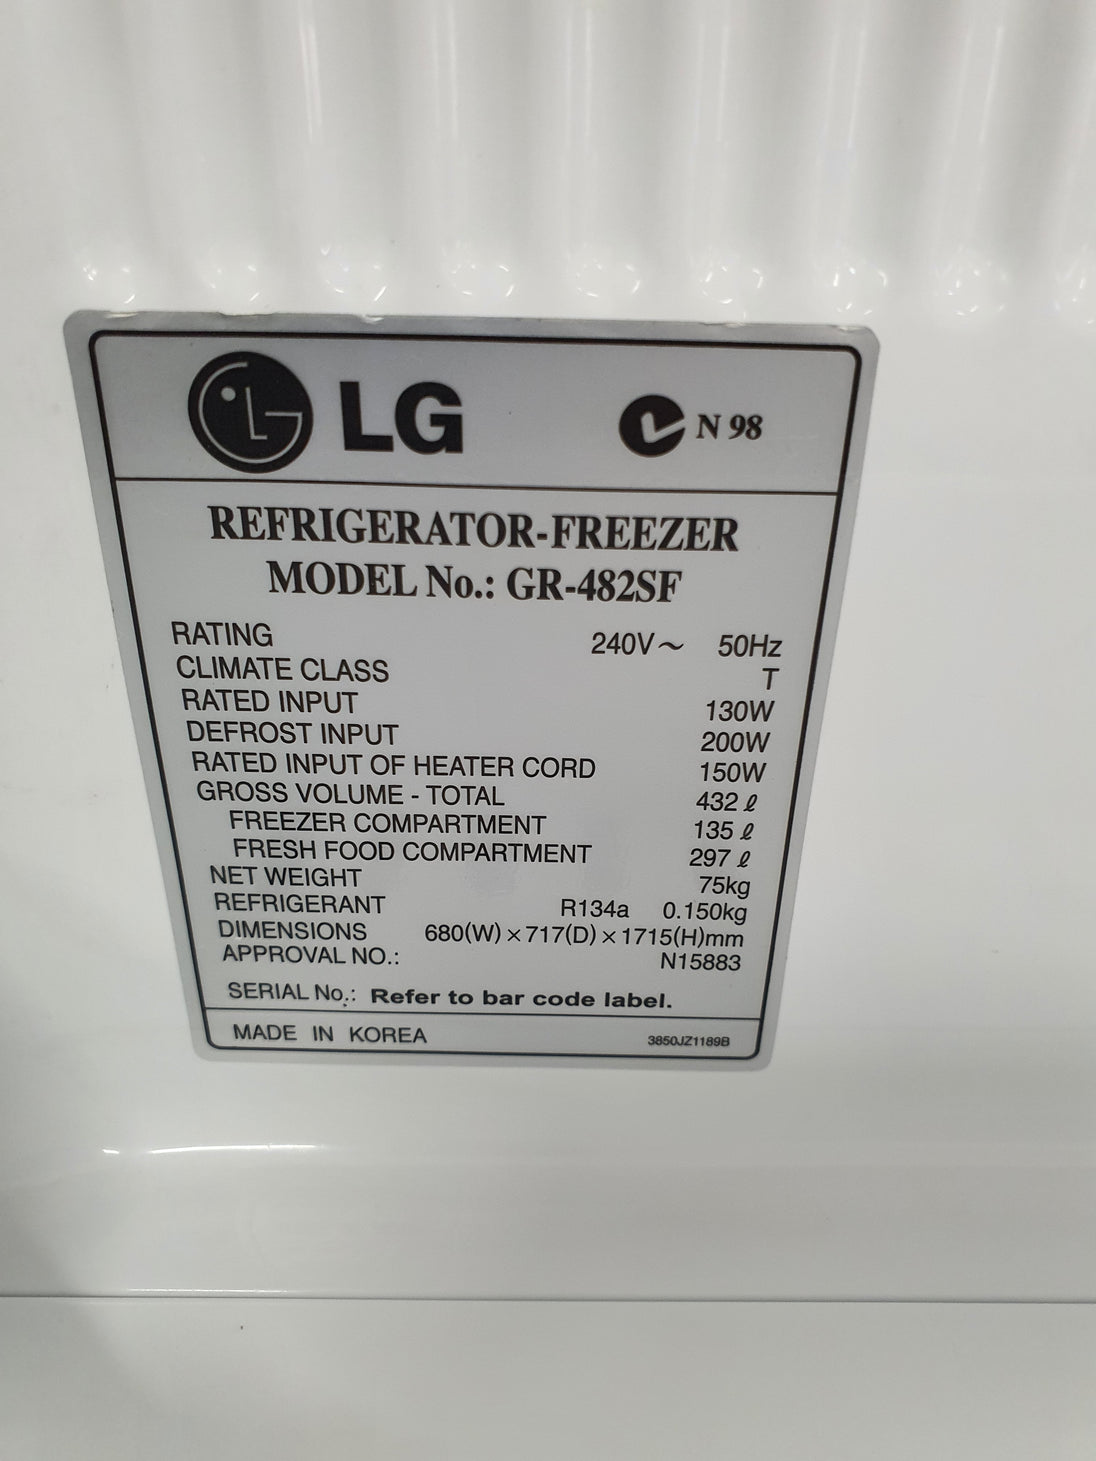 LG N 98
REFRIGERATOR-FREEZER
MODEL No.: GR-482SF
RATING 240V～ 50Hz
CLIMATE CLASS T
RATED INPUT 130W
DEFROST INPUT 200W
RATED INPUT OF HEATER CORD 150W
GROSS VOLUME - TOTAL 432 ℓ
FREEZER COMPARTMENT 135 ℓ
FRESH FOOD COMPARTMENT 297 ℓ
NET WEIGHT 75kg
REFRIGERANT R134a 0.150kg
DIMENSIONS 680(W)×717(D)×1715(H)mm
APPROVAL NO.: N15883
SERIAL No.: Refer to bar code label.
MADE IN KOREA 3850JZ1189B